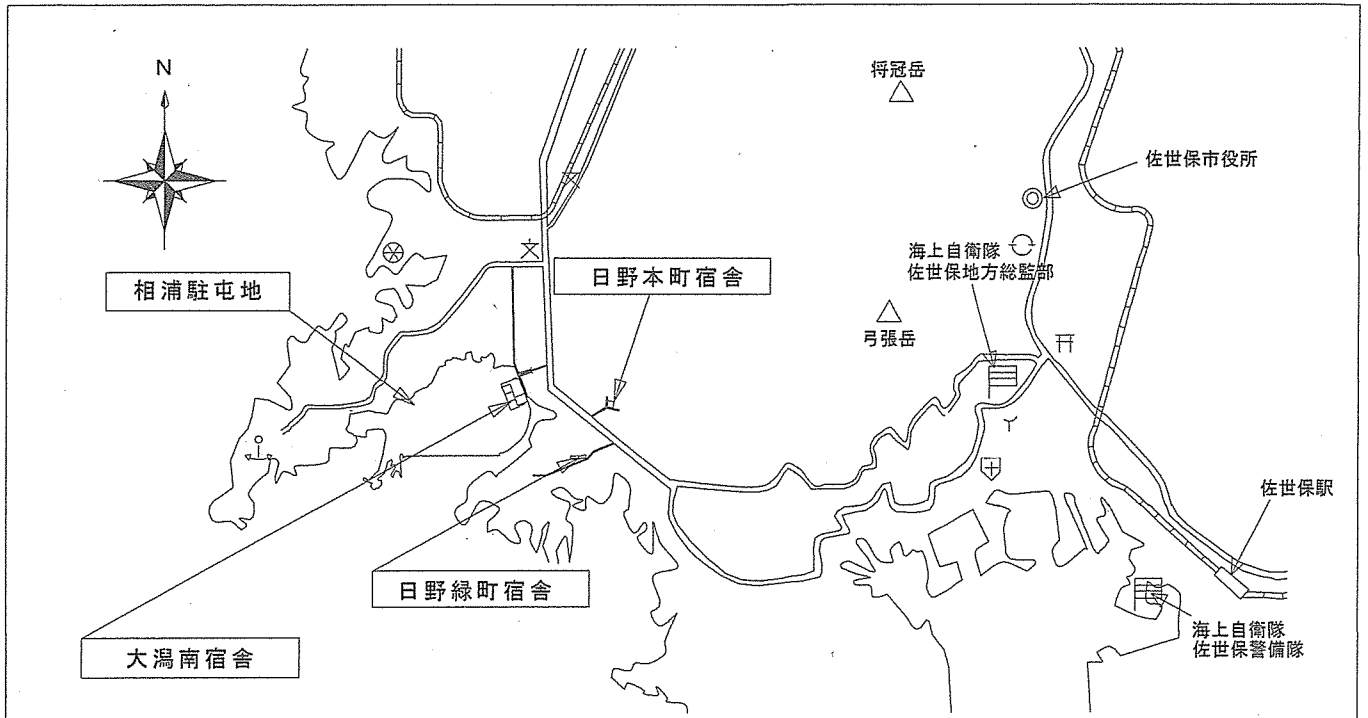 N
将冠岳
佐世保市役所
海上自衛隊
佐世保地方総監部
日野本町宿舎
相浦駐屯地
弓張岳
佐世保駅
日野緑町宿舎
海上自衛隊
佐世保警備隊
大潟南宿舎